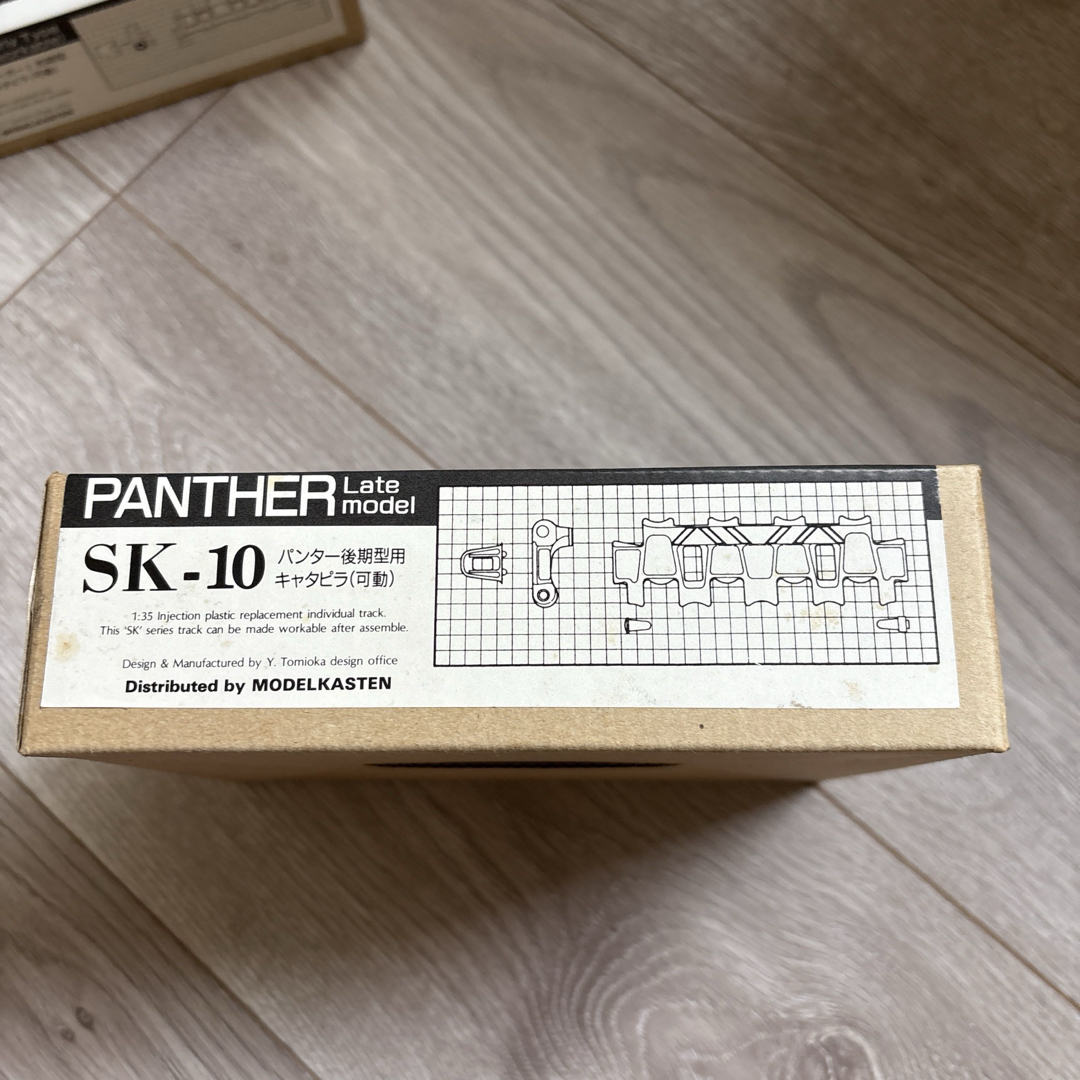 PANTHER Late model
SK-10
パンター後期型用
キャタピラ(可動)
1:35 Injection plastic replacement individual track.
This 'SK' series track can be made workable after assemble.
Design & Manufactured by Y. Tomioka design office
Distributed by MODELKASTEN